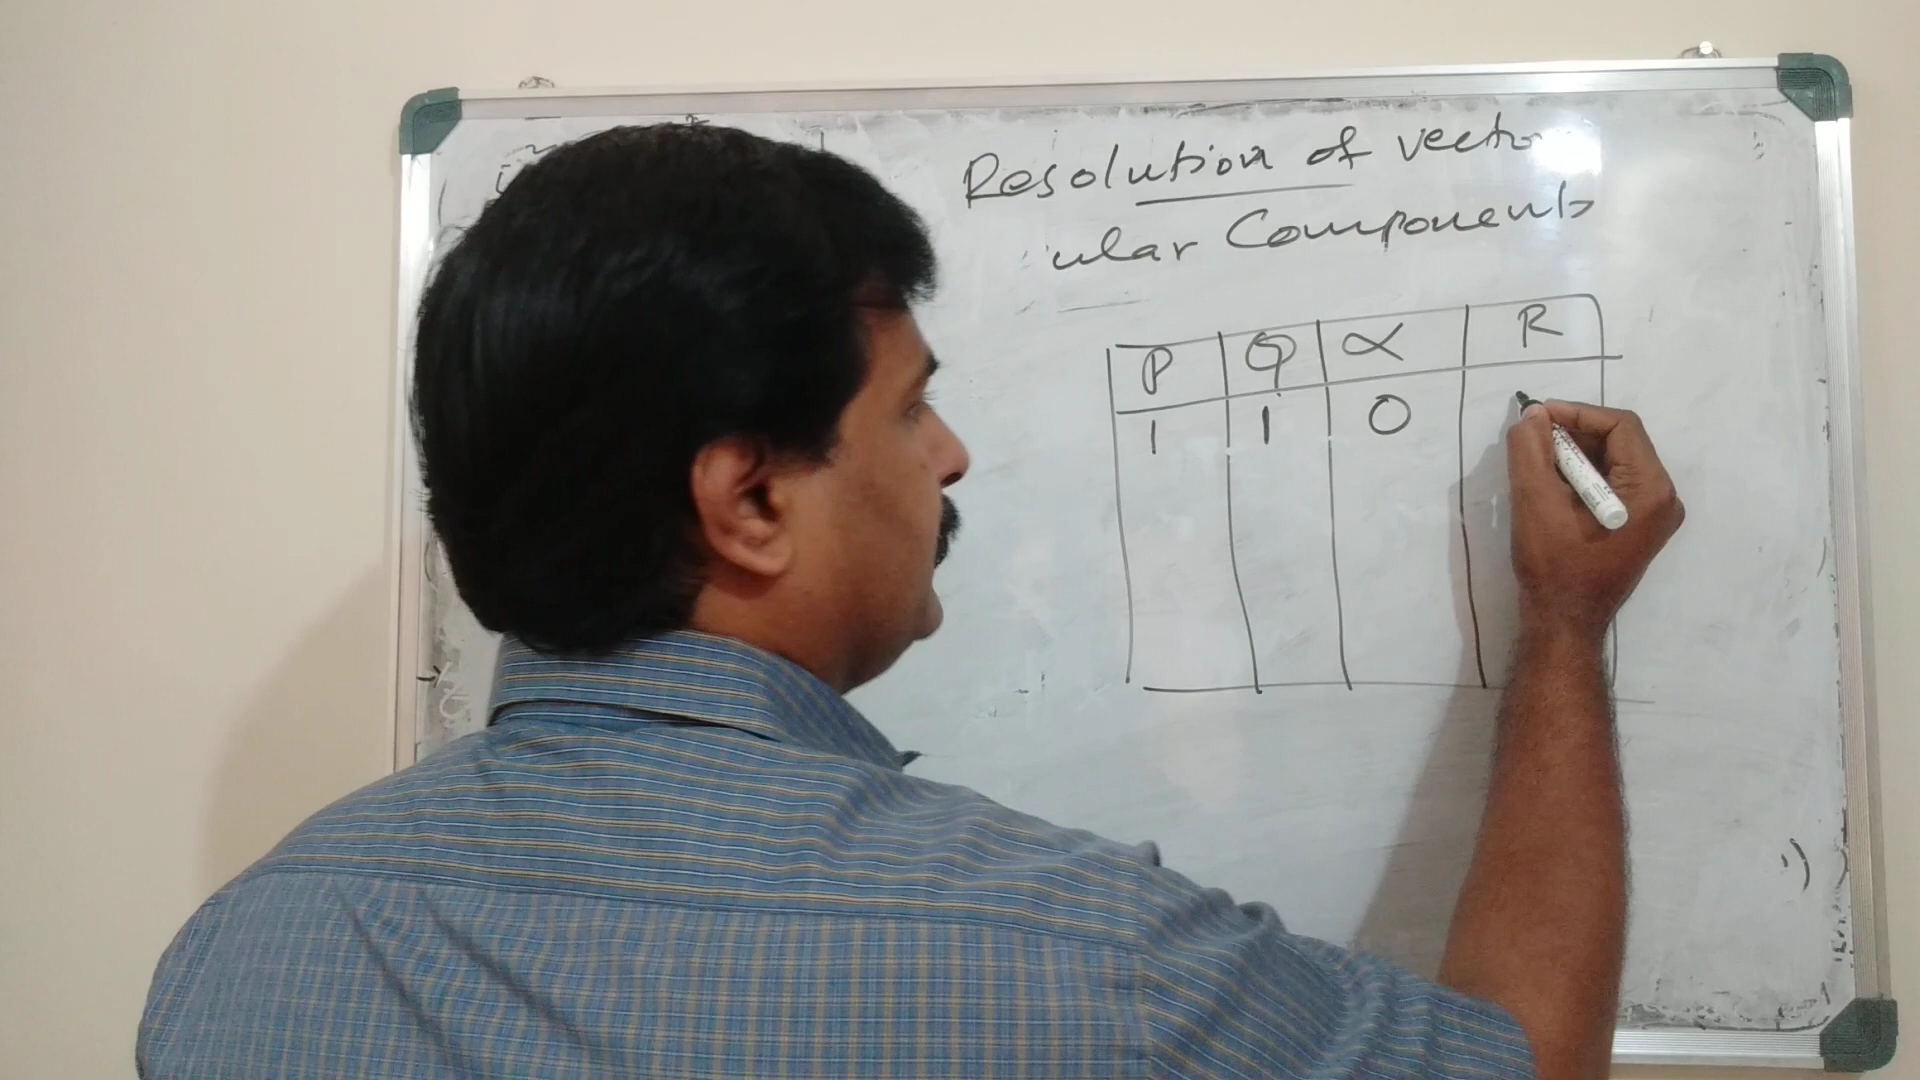 Resolution of vecto
ular Components
P Q α R
1 1 0